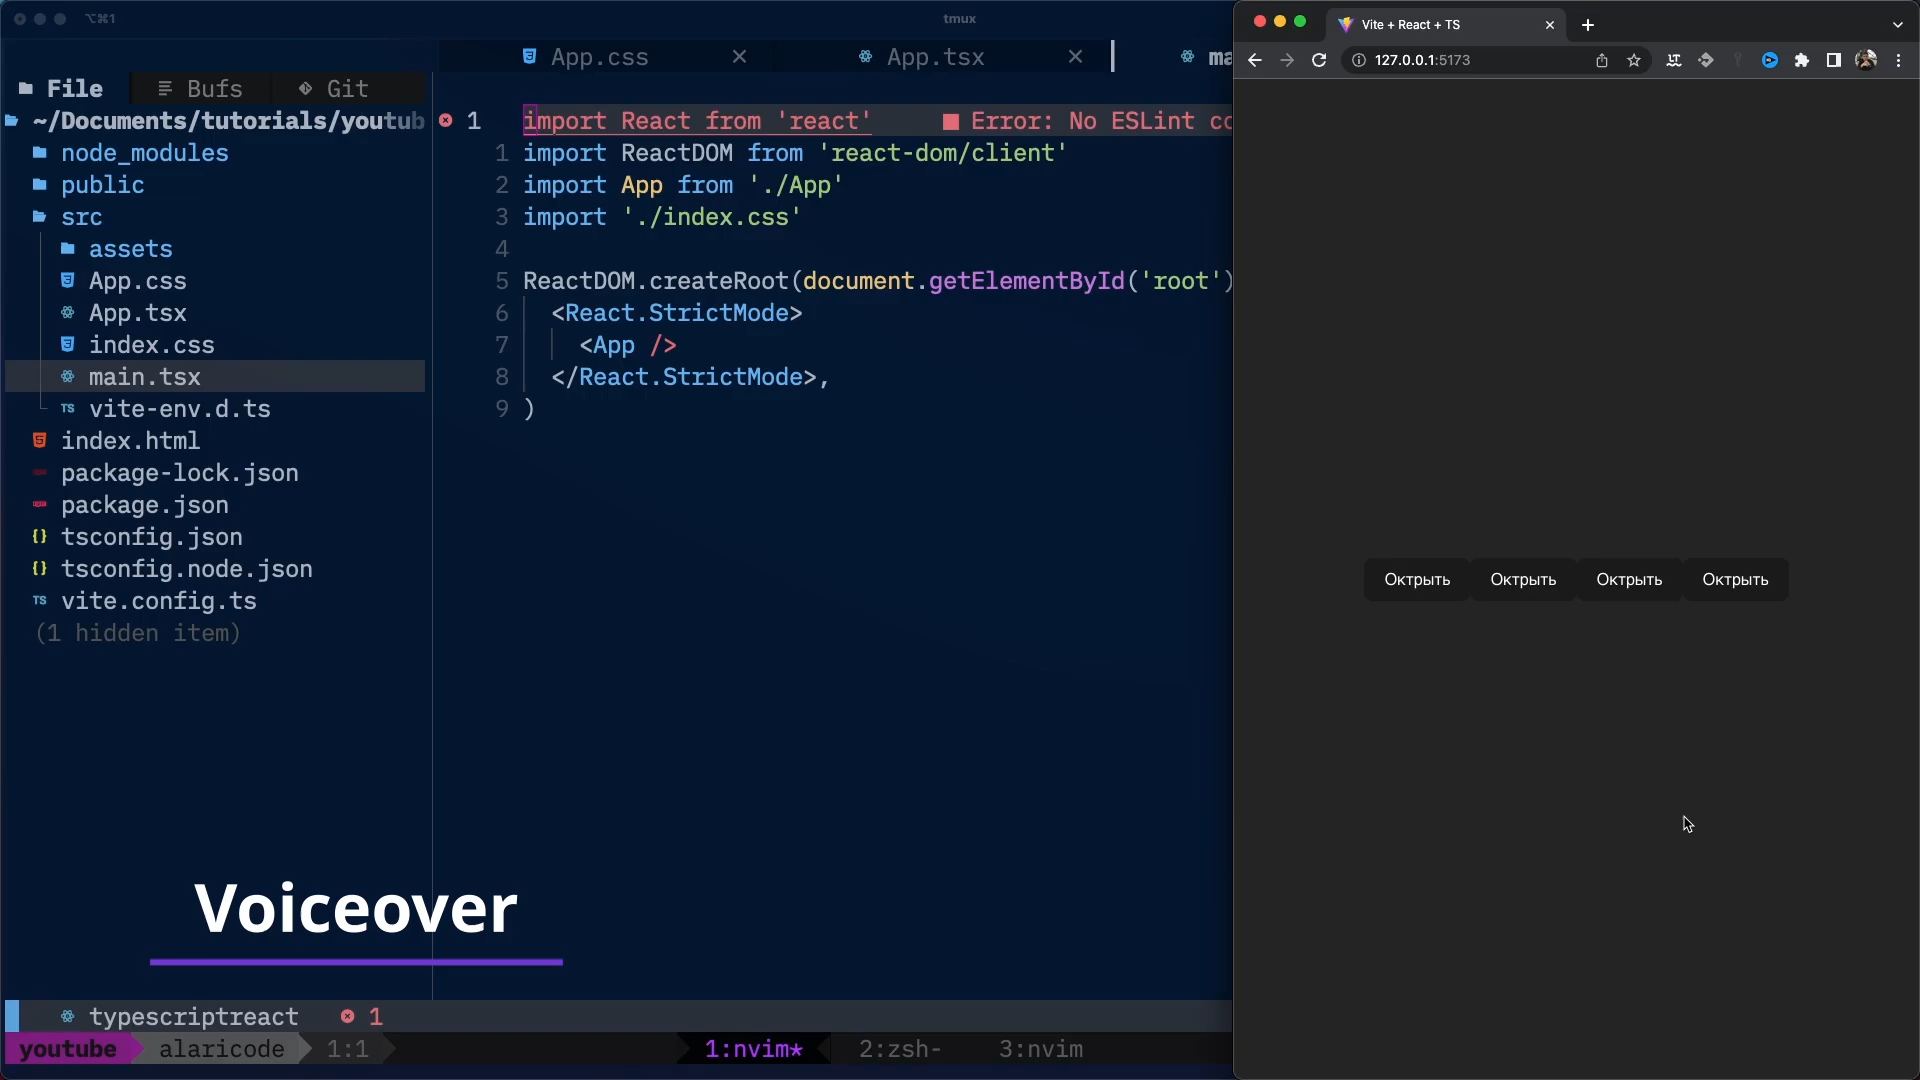 ⌥⌘1
tmux
App.css
App.tsx
ma
File
Bufs
Git
~/Documents/tutorials/youtub
node_modules
public
src
assets
App.css
App.tsx
index.css
main.tsx
TS vite-env.d.ts
index.html
package-lock.json
package.json
{} tsconfig.json
{} tsconfig.node.json
TS vite.config.ts
(1 hidden item)
1 import React from 'react' ■ Error: No ESLint co
1 import ReactDOM from 'react-dom/client'
2 import App from './App'
3 import './index.css'
4
5 ReactDOM.createRoot(document.getElementById('root')
6 <React.StrictMode>
7 <App />
8 </React.StrictMode>,
9 )
Voiceover
typescriptreact 1
youtube alaricode 1:1 1:nvim* 2:zsh- 3:nvim
Vite + React + TS
127.0.0.1:5173
Октрыть Октрыть Октрыть Октрыть